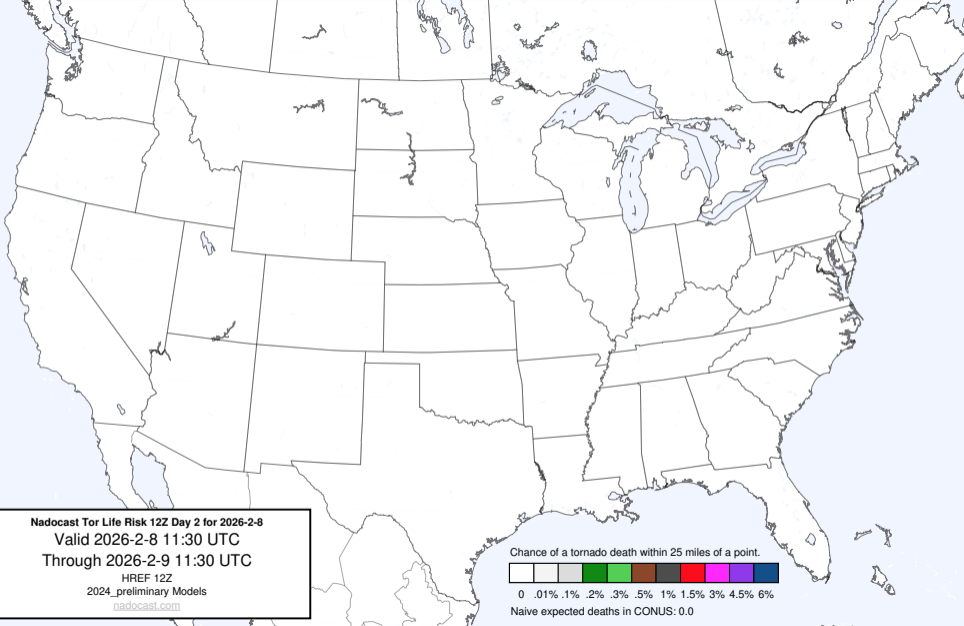 Nadocast Tor Life Risk 12Z Day 2 for 2026-2-8
Valid 2026-2-8 11:30 UTC
Through 2026-2-9 11:30 UTC
HREF 12Z
2024_preliminary Models
nadocast.com
Chance of a tornado death within 25 miles of a point.
0 .01% .1% .2% .3% .5% 1% 1.5% 3% 4.5% 6%
Naive expected deaths in CONUS: 0.0